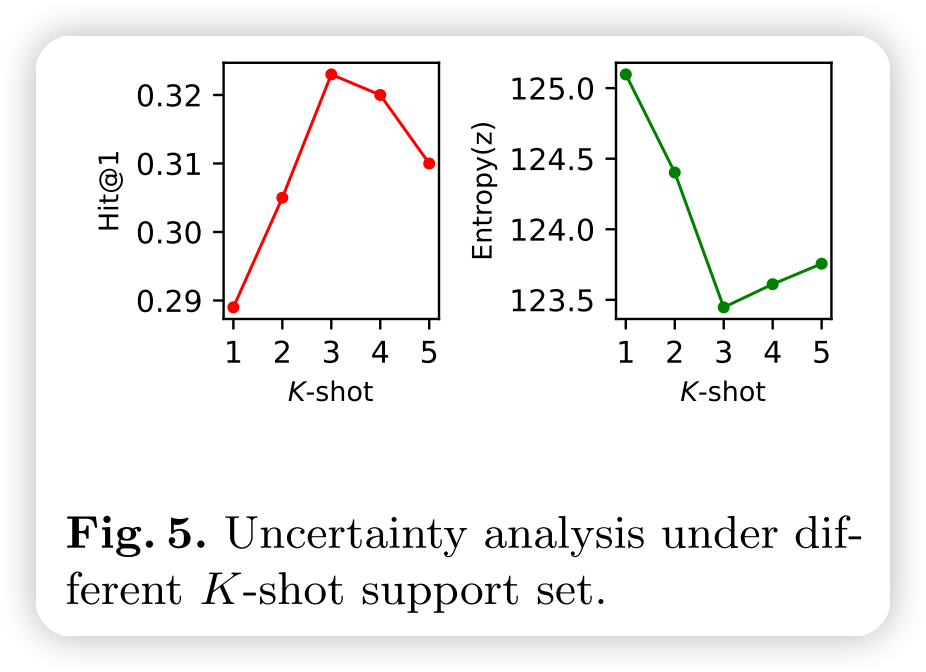 0.32
0.31
0.30
0.29
Hit@1
1 2 3 4 5
K-shot
125.0
124.5
124.0
123.5
Entropy(z)
1 2 3 4 5
K-shot
Fig. 5. Uncertainty analysis under dif-
ferent K-shot support set.